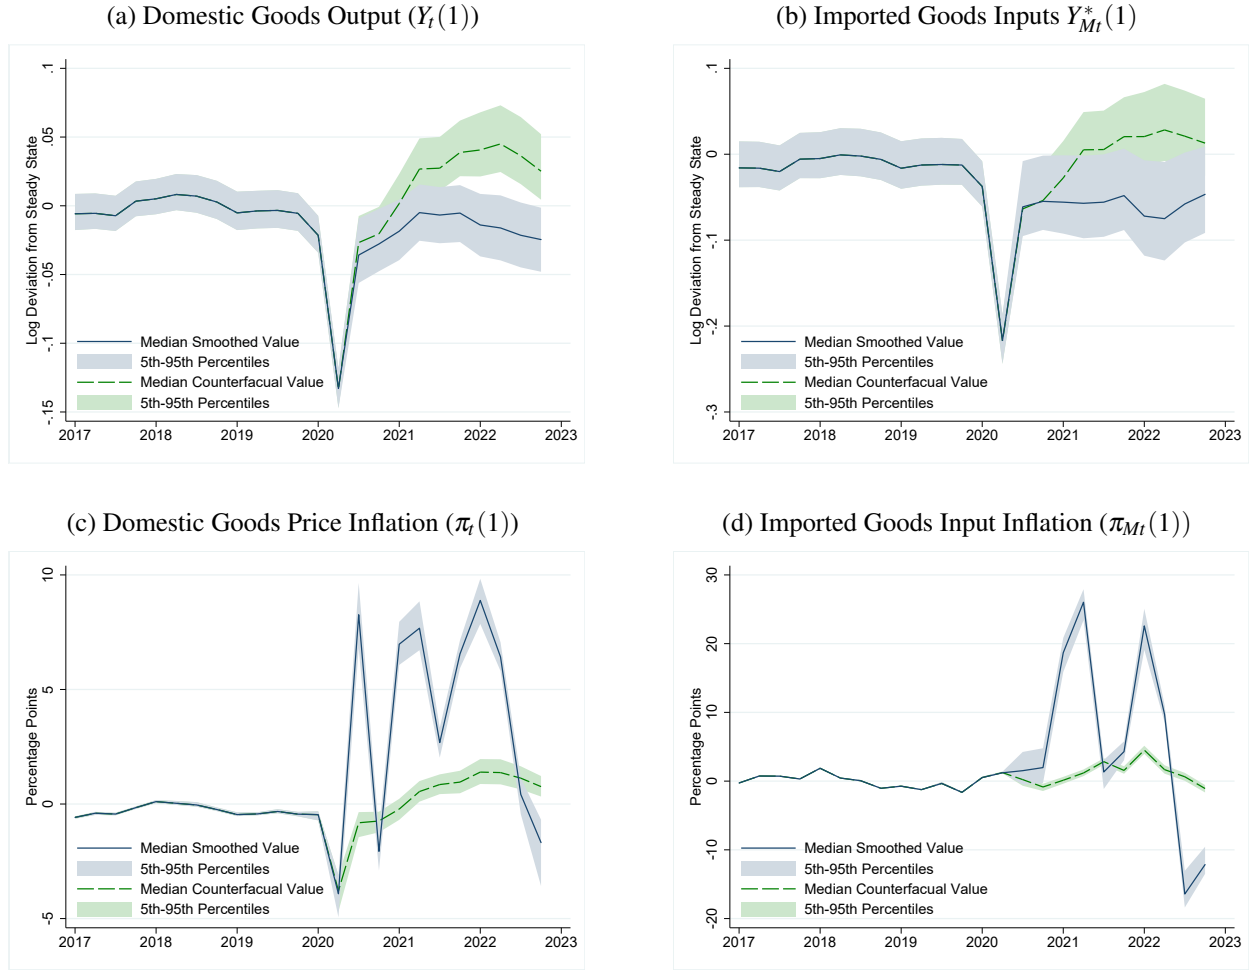 (a) Domestic Goods Output (Y_t(1))
Log Deviation from Steady State
.1
.05
0
-.05
-.1
-.15
Median Smoothed Value
5th-95th Percentiles
Median Counterfacual Value
5th-95th Percentiles
2017 2018 2019 2020 2021 2022 2023
(b) Imported Goods Inputs Y*_{Mt}(1)
Log Deviation from Steady State
.1
0
-.1
-.2
-.3
Median Smoothed Value
5th-95th Percentiles
Median Counterfacual Value
5th-95th Percentiles
2017 2018 2019 2020 2021 2022 2023
(c) Domestic Goods Price Inflation (π_t(1))
Percentage Points
10
5
0
-5
Median Smoothed Value
5th-95th Percentiles
Median Counterfacual Value
5th-95th Percentiles
2017 2018 2019 2020 2021 2022 2023
(d) Imported Goods Input Inflation (π_{Mt}(1))
Percentage Points
30
20
10
0
-10
-20
Median Smoothed Value
5th-95th Percentiles
Median Counterfacual Value
5th-95th Percentiles
2017 2018 2019 2020 2021 2022 2023